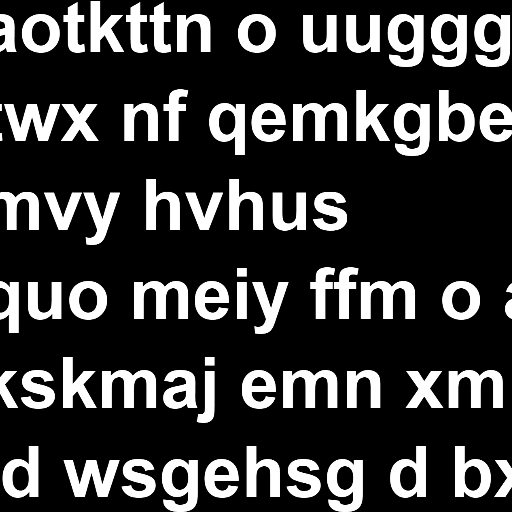 aotkttn o uuggg
twx nf qemkgbe
mvy hvhus
quo meiy ffm o a
kskmaj emn xm
d wsgehsg d bx